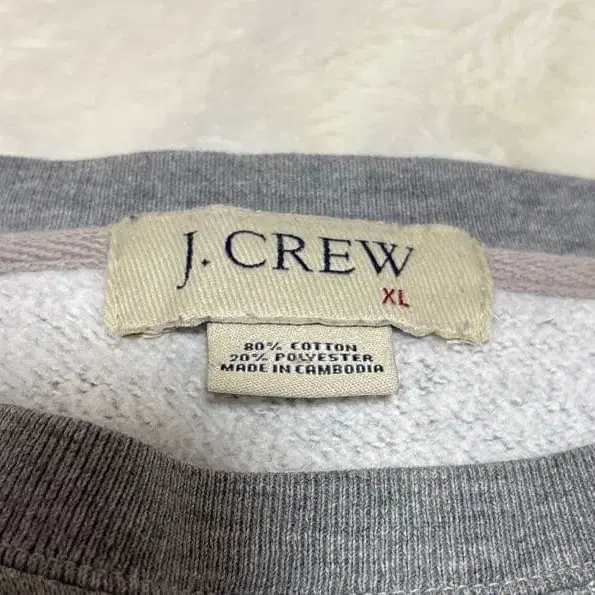 J. CREW
XL
80% COTTON
20% POLYESTER
MADE IN CAMBODIA